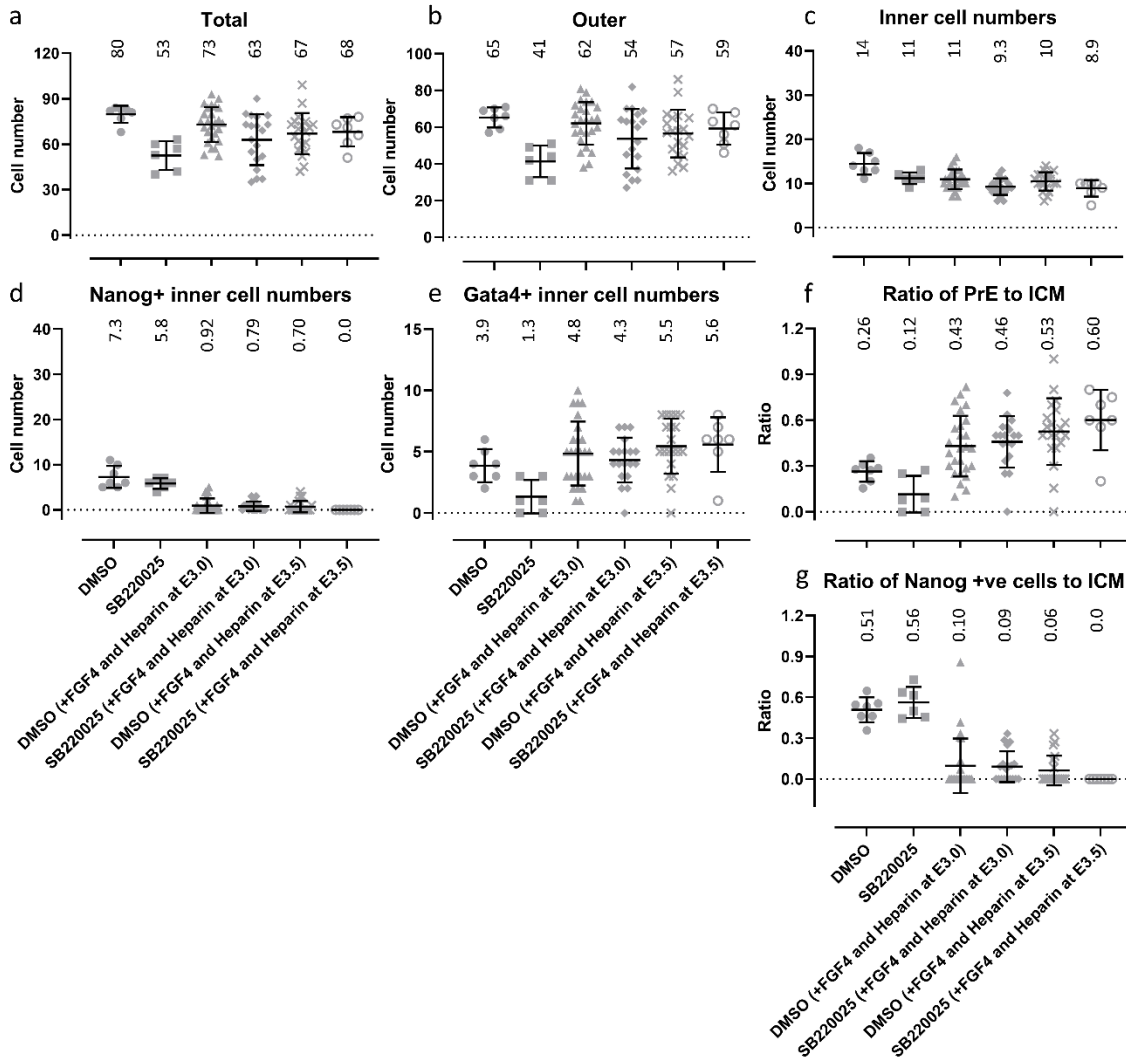 a
Total
80 53 73 63 67 68
Cell number
120
90
60
30
0
b
Outer
65 41 62 54 57 59
Cell number
100
80
60
40
20
0
c
Inner cell numbers
14 11 11 9.3 10 8.9
Cell number
40
30
20
10
0
d
Nanog+ inner cell numbers
7.3 5.8 0.92 0.79 0.70 0.0
Cell number
40
30
20
10
0
DMSO
SB220025
DMSO (+FGF4 and Heparin at E3.0)
SB220025 (+FGF4 and Heparin at E3.0)
DMSO (+FGF4 and Heparin at E3.5)
SB220025 (+FGF4 and Heparin at E3.5)
e
Gata4+ inner cell numbers
3.9 1.3 4.8 4.3 5.5 5.6
Cell number
15
10
5
0
DMSO
SB220025
DMSO (+FGF4 and Heparin at E3.0)
SB220025 (+FGF4 and Heparin at E3.0)
DMSO (+FGF4 and Heparin at E3.5)
SB220025 (+FGF4 and Heparin at E3.5)
f
Ratio of PrE to ICM
0.26 0.12 0.43 0.46 0.53 0.60
Ratio
1.2
0.9
0.6
0.3
0.0
g
Ratio of Nanog +ve cells to ICM
0.51 0.56 0.10 0.09 0.06 0.0
Ratio
1.2
0.9
0.6
0.3
0.0
DMSO
SB220025
DMSO (+FGF4 and Heparin at E3.0)
SB220025 (+FGF4 and Heparin at E3.0)
DMSO (+FGF4 and Heparin at E3.5)
SB220025 (+FGF4 and Heparin at E3.5)